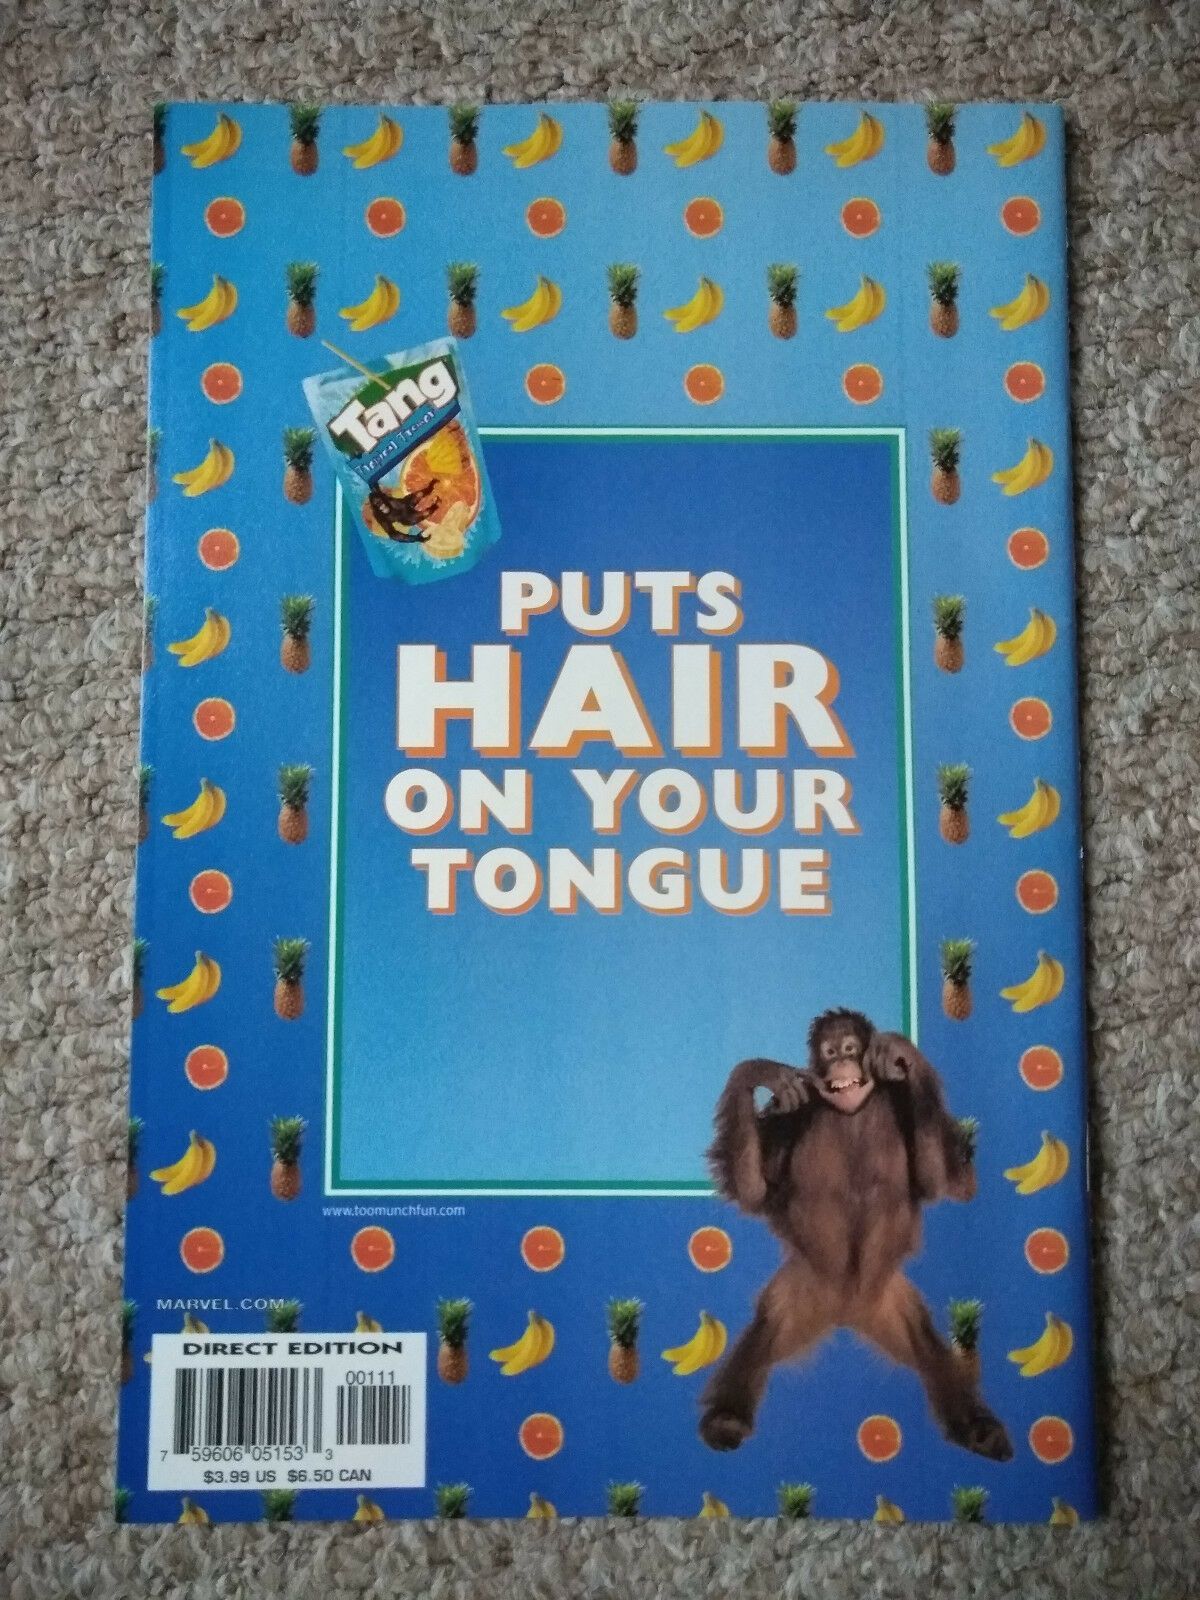 Tang
PUTS
HAIR
ON YOUR
TONGUE
www.toomunchfun.com
MARVEL.COM
DIRECT EDITION
00111
7 59606 05153 3
$3.99 US $6.50 CAN